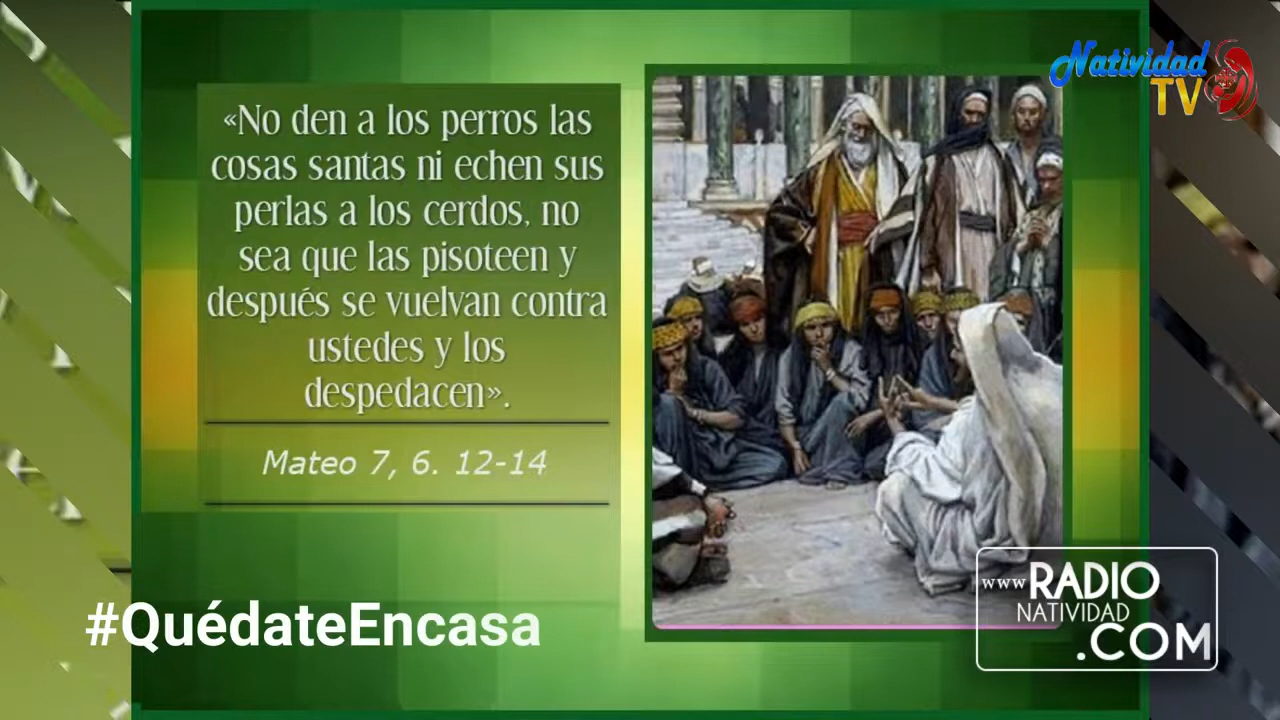 Natividad
TV
«No den a los perros las
cosas santas ni echen sus
perlas a los cerdos, no
sea que las pisoteen y
después se vuelvan contra
ustedes y los
despedacen».
Mateo 7, 6. 12-14
#QuédateEncasa
www RADIO
NATIVIDAD
.COM